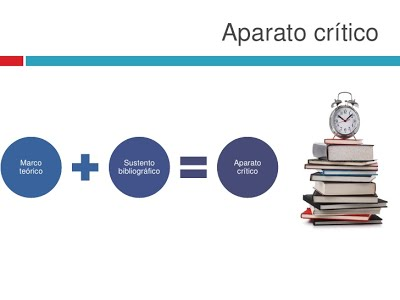 Aparato crítico
Marco
teórico
Sustento
bibliográfico
Aparato
crítico